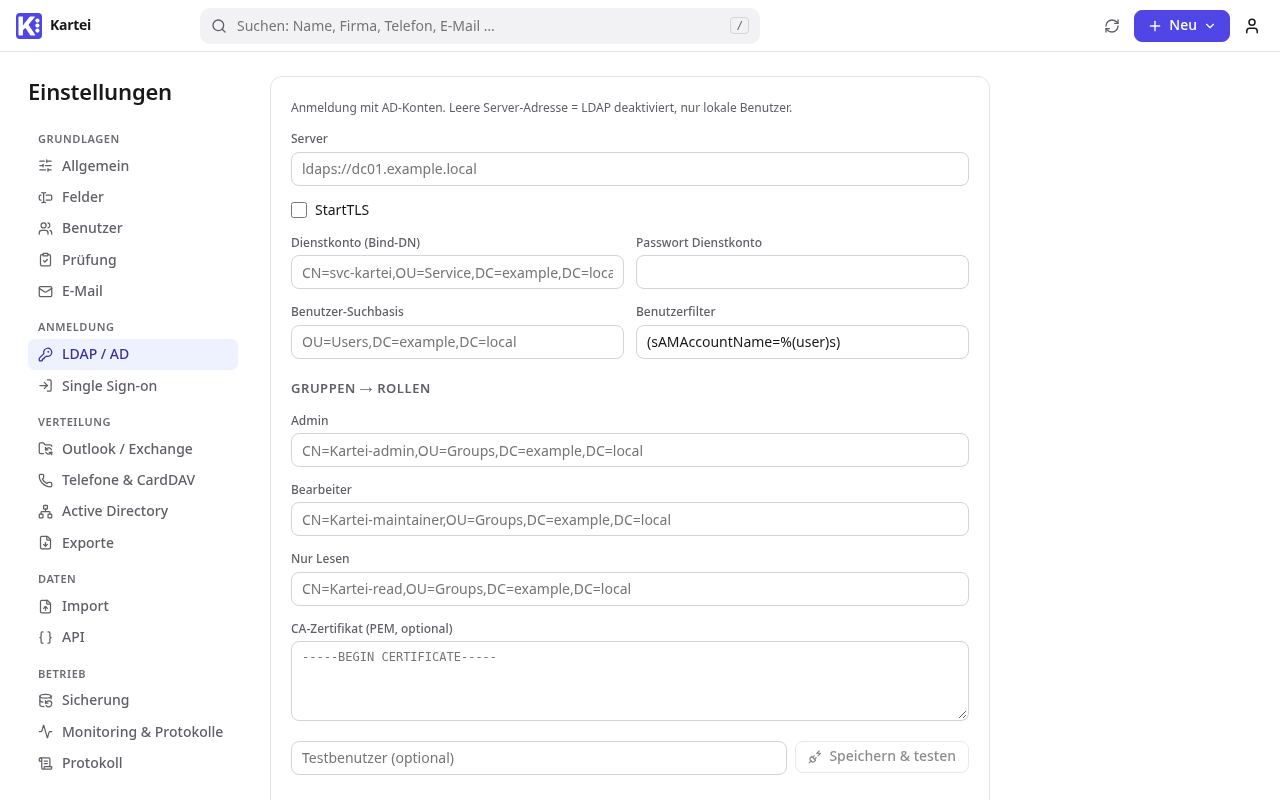 Kartei
Suchen: Name, Firma, Telefon, E-Mail ...
/
Neu
Einstellungen
GRUNDLAGEN
Allgemein
Felder
Benutzer
Prüfung
E-Mail
ANMELDUNG
LDAP / AD
Single Sign-on
VERTEILUNG
Outlook / Exchange
Telefone & CardDAV
Active Directory
Exporte
DATEN
Import
API
BETRIEB
Sicherung
Monitoring & Protokolle
Protokoll
Anmeldung mit AD-Konten. Leere Server-Adresse = LDAP deaktiviert, nur lokale Benutzer.
Server
ldaps://dc01.example.local
StartTLS
Dienstkonto (Bind-DN)
Passwort Dienstkonto
CN=svc-kartei,OU=Service,DC=example,DC=loca
Benutzer-Suchbasis
Benutzerfilter
OU=Users,DC=example,DC=local
(sAMAccountName=%(user)s)
GRUPPEN → ROLLEN
Admin
CN=Kartei-admin,OU=Groups,DC=example,DC=local
Bearbeiter
CN=Kartei-maintainer,OU=Groups,DC=example,DC=local
Nur Lesen
CN=Kartei-read,OU=Groups,DC=example,DC=local
CA-Zertifikat (PEM, optional)
-----BEGIN CERTIFICATE-----
Testbenutzer (optional)
Speichern & testen